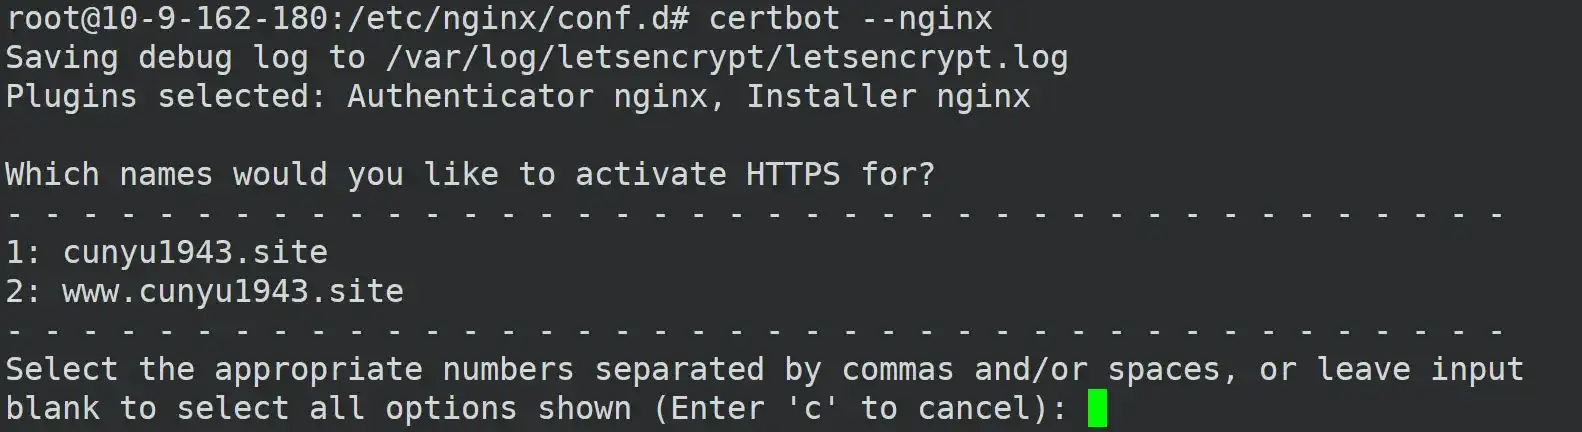 root@10-9-162-180:/etc/nginx/conf.d# certbot --nginx
Saving debug log to /var/log/letsencrypt/letsencrypt.log
Plugins selected: Authenticator nginx, Installer nginx
Which names would you like to activate HTTPS for?
- - - - - - - - - - - - - - - - - - - - - - - - - - - - - - - - - - - - - - - -
1: cunyu1943.site
2: www.cunyu1943.site
- - - - - - - - - - - - - - - - - - - - - - - - - - - - - - - - - - - - - - - -
Select the appropriate numbers separated by commas and/or spaces, or leave input
blank to select all options shown (Enter 'c' to cancel):